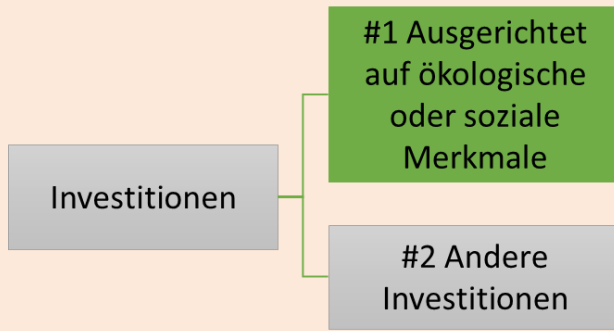 #1 Ausgerichtet
auf ökologische
oder soziale
Merkmale
Investitionen
#2 Andere
Investitionen